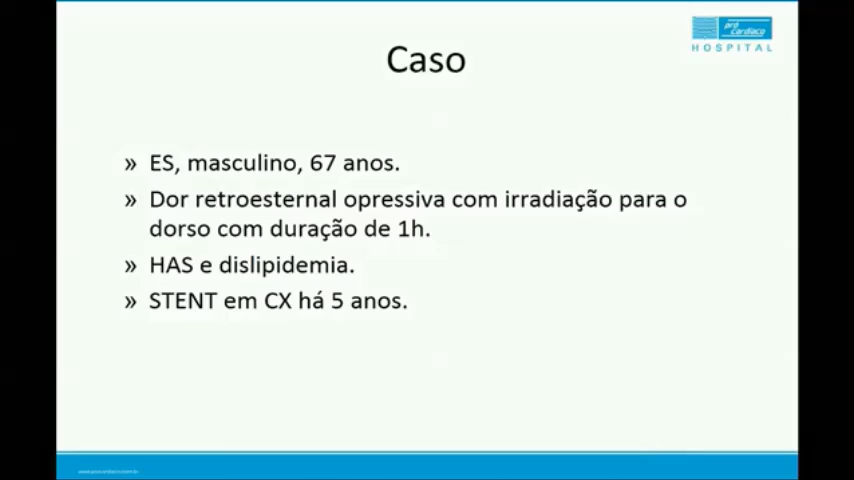 pró
cardíaco
HOSPITAL
Caso
» ES, masculino, 67 anos.
» Dor retroesternal opressiva com irradiação para o
dorso com duração de 1h.
» HAS e dislipidemia.
» STENT em CX há 5 anos.